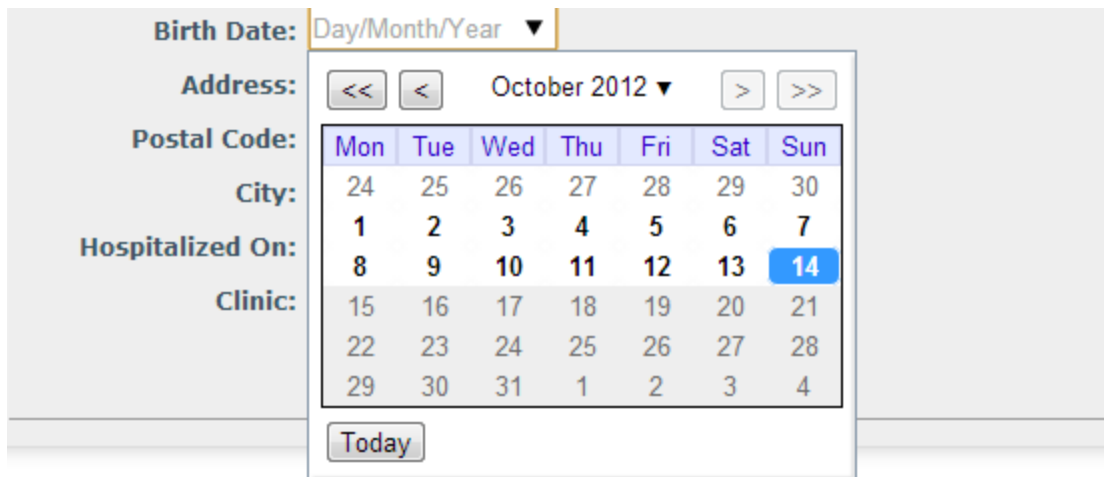 Birth Date: Day/Month/Year ▼
Address:
<< < October 2012 ▼ > >>
Postal Code:
Mon Tue Wed Thu Fri Sat Sun
City:
24 25 26 27 28 29 30
1 2 3 4 5 6 7
Hospitalized On:
8 9 10 11 12 13 14
Clinic:
15 16 17 18 19 20 21
22 23 24 25 26 27 28
29 30 31 1 2 3 4
Today